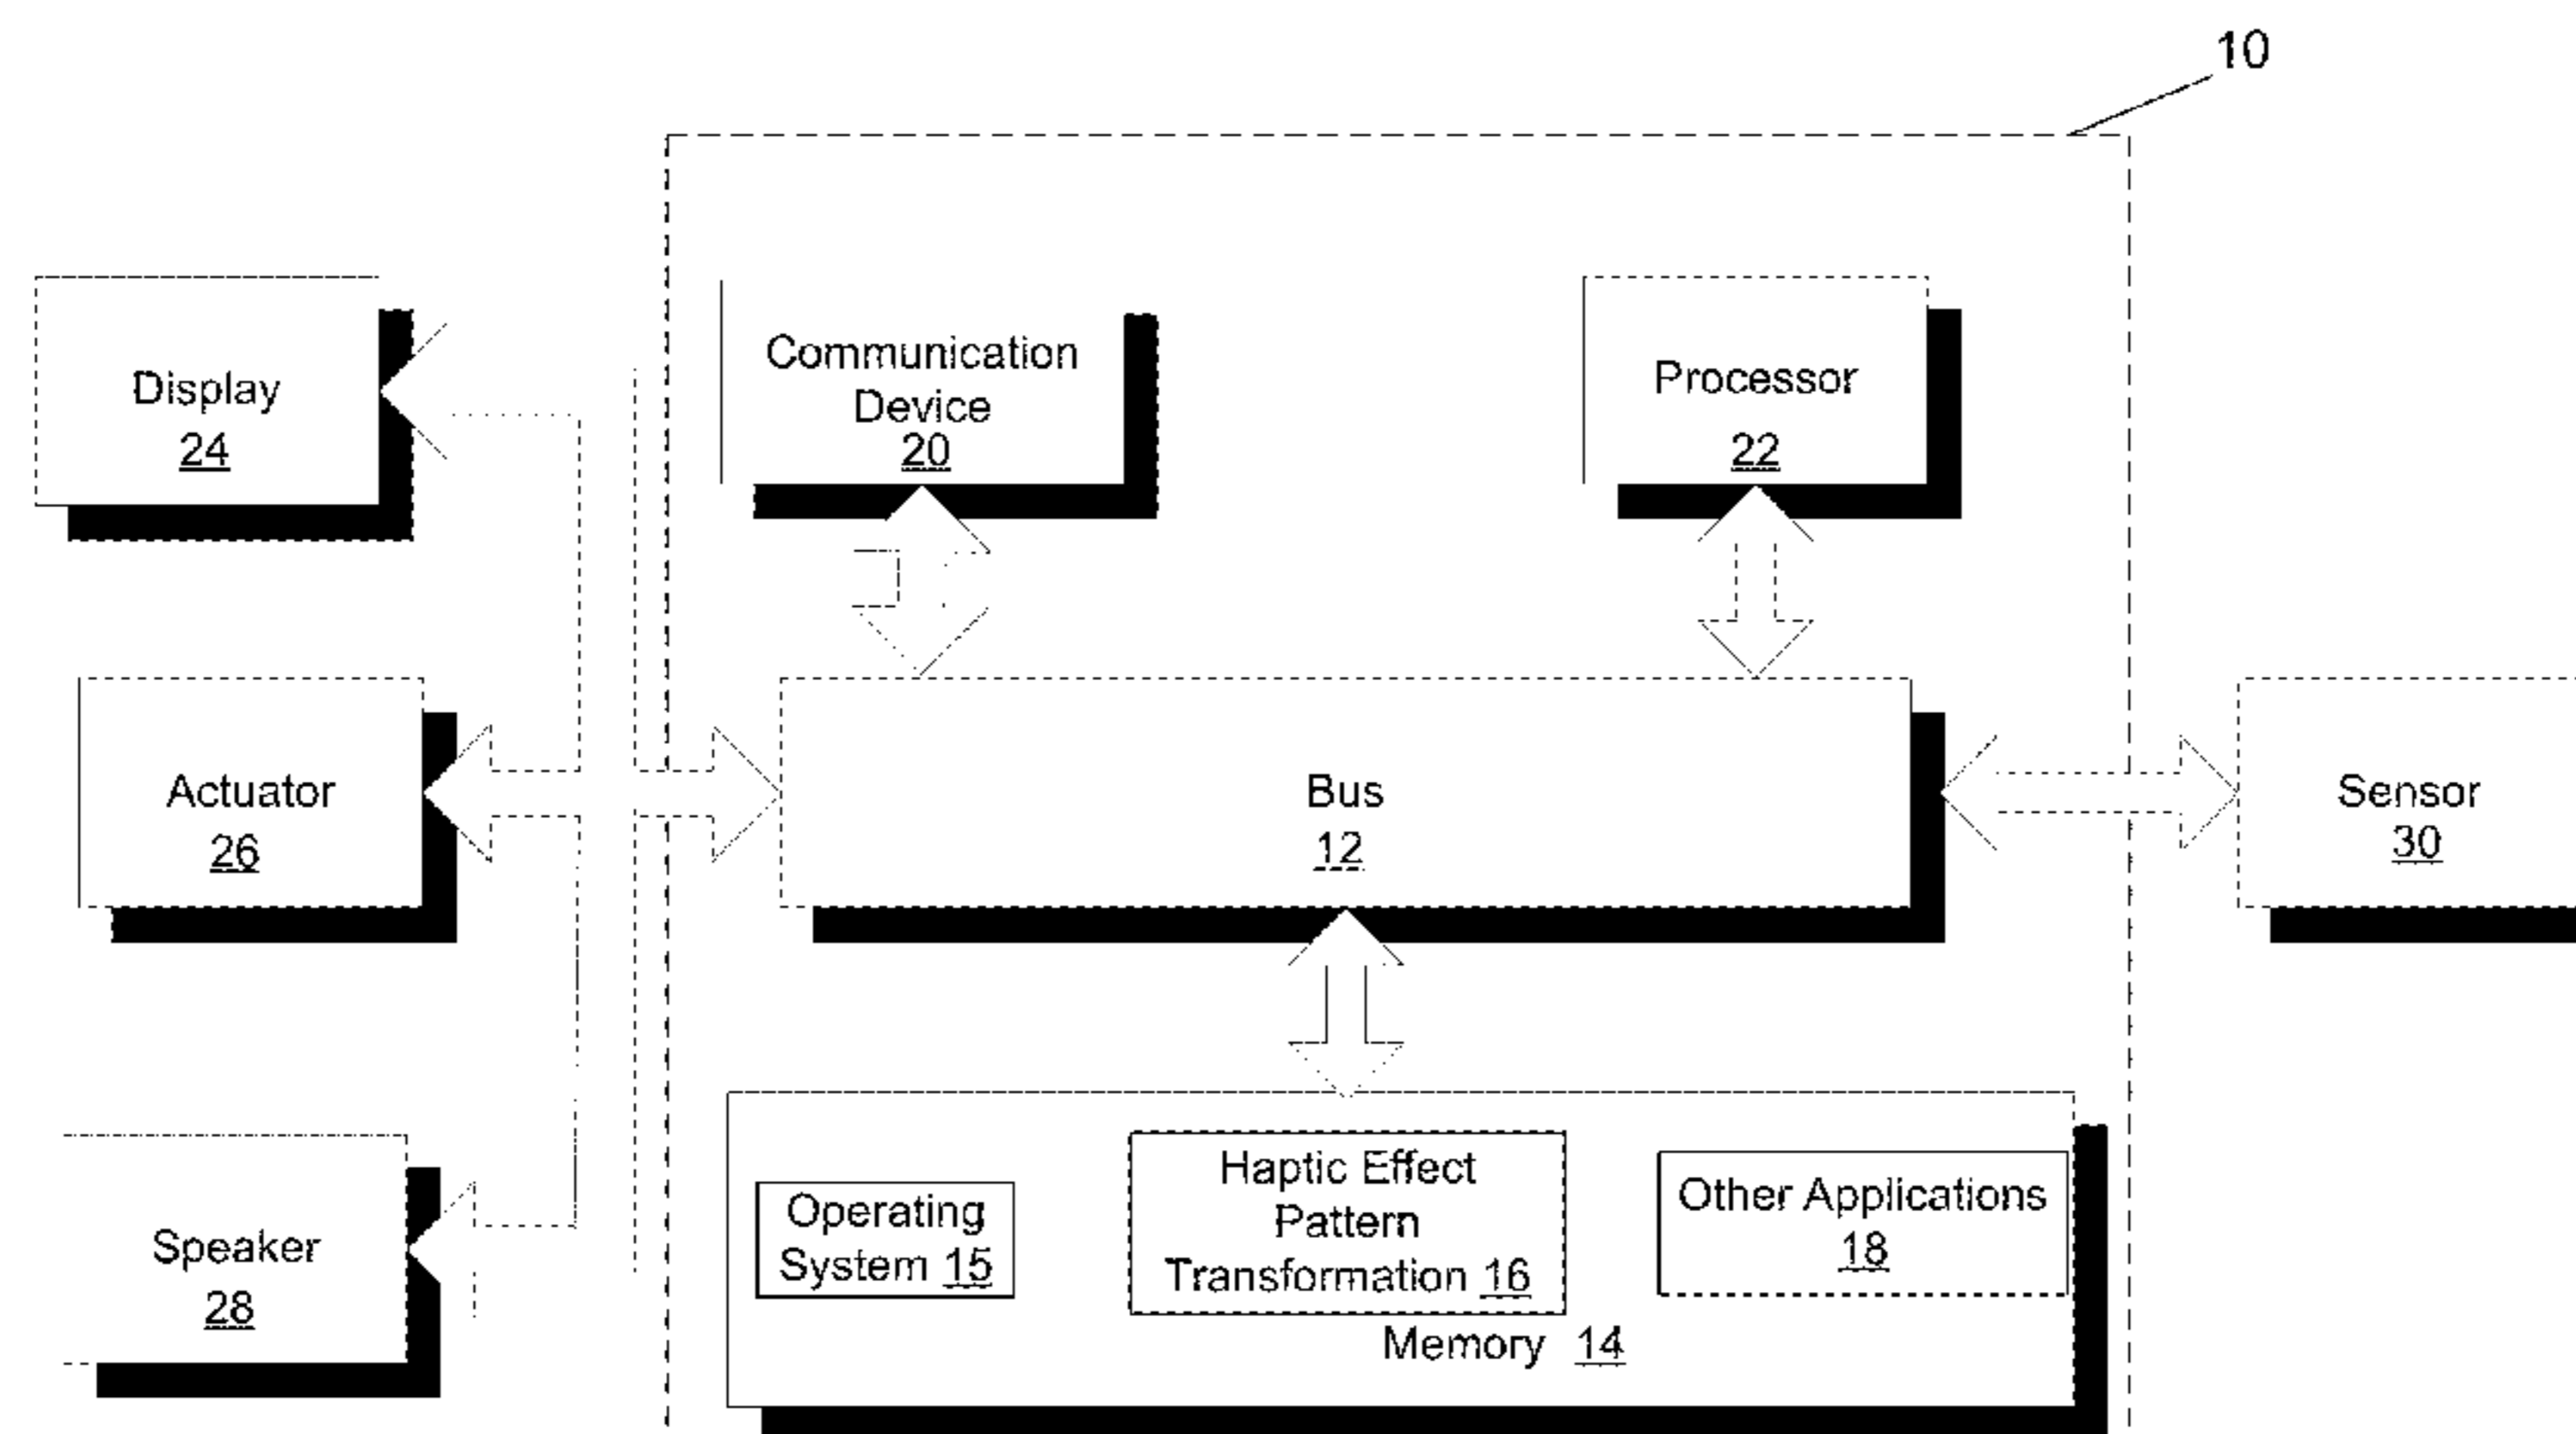 10
Communication
Device
20
Processor
22
Display
24
Actuator
26
Bus
12
Sensor
30
Speaker
28
Operating
System 15
Haptic Effect
Pattern
Transformation 16
Other Applications
18
Memory 14